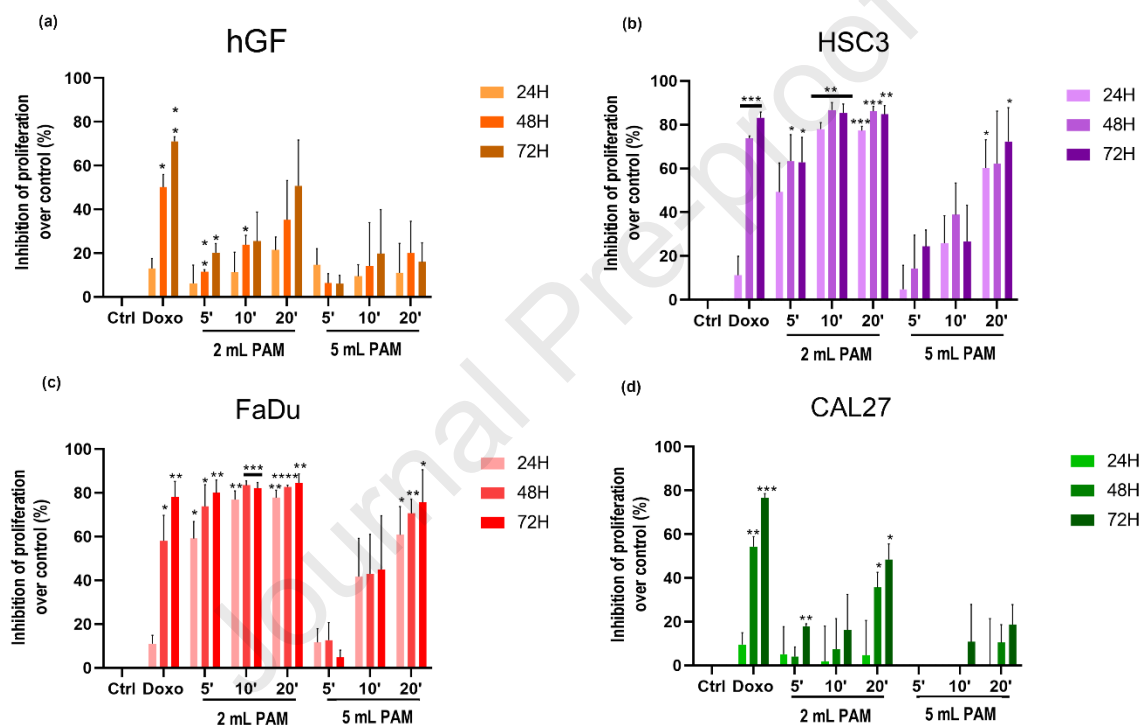 (a)
hGF
Inhibition of proliferation
over control (%)
100
80
60
40
20
0
* * * * * * * *
24H
48H
72H
Ctrl Doxo 5' 10' 20' 5' 10' 20'
2 mL PAM 5 mL PAM
(b)
HSC3
Inhibition of proliferation
over control (%)
100
80
60
40
20
0
*** * * ** *** *** ** * *
24H
48H
72H
Ctrl Doxo 5' 10' 20' 5' 10' 20'
2 mL PAM 5 mL PAM
(c)
FaDu
Inhibition of proliferation
over control (%)
100
80
60
40
20
0
* ** * * ** ** *** ** **** ** * ** *
24H
48H
72H
Ctrl Doxo 5' 10' 20' 5' 10' 20'
2 mL PAM 5 mL PAM
(d)
CAL27
Inhibition of proliferation
over control (%)
100
80
60
40
20
0
** *** ** * *
24H
48H
72H
Ctrl Doxo 5' 10' 20' 5' 10' 20'
2 mL PAM 5 mL PAM
Journal Pre-proof